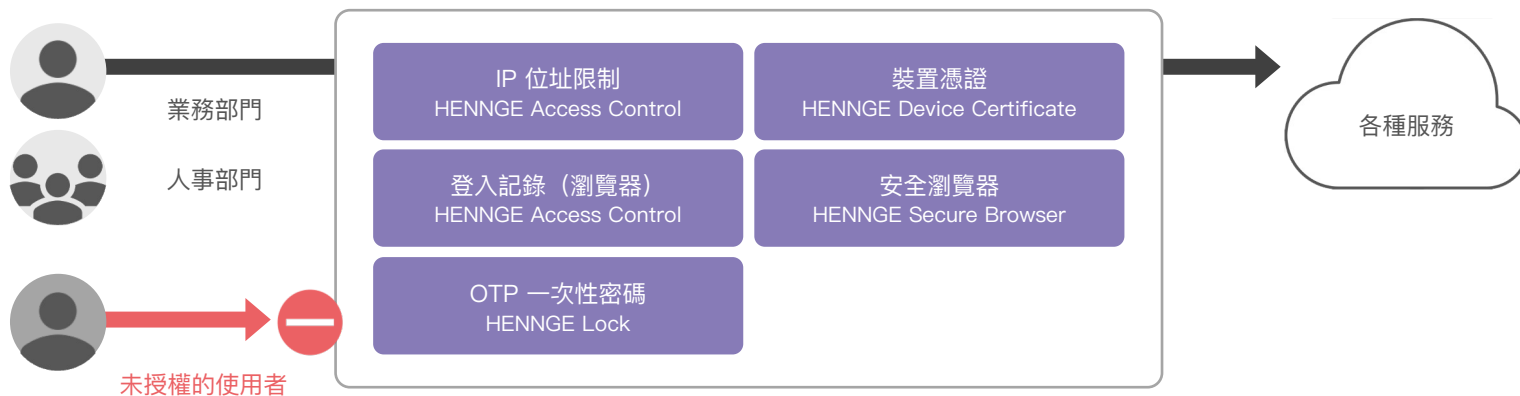 業務部門
人事部門
未授權的使用者
IP 位址限制
HENNGE Access Control
裝置憑證
HENNGE Device Certificate
登入記錄（瀏覽器）
HENNGE Access Control
安全瀏覽器
HENNGE Secure Browser
OTP 一次性密碼
HENNGE Lock
各種服務